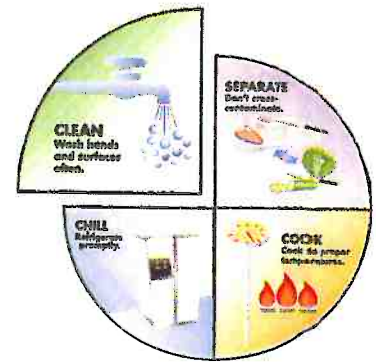 CLEAN
Wash hands
and surfaces
often.
SEPARATE
Don't cross-
contaminate.
CHILL
Refrigerate
promptly.
COOK
Cook to proper
temperatures.